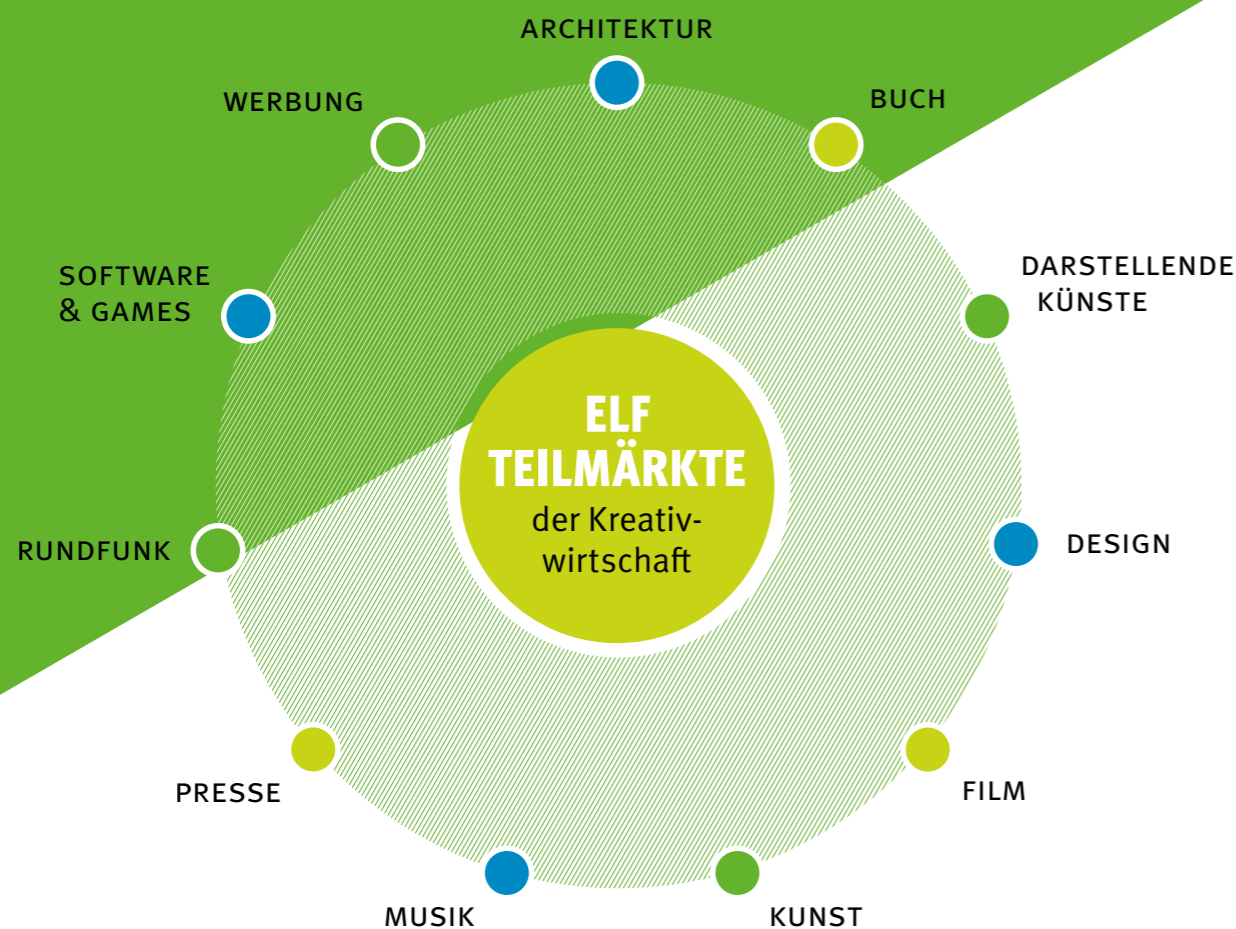 ARCHITEKTUR
BUCH
DARSTELLENDE
KÜNSTE
DESIGN
FILM
KUNST
MUSIK
PRESSE
RUNDFUNK
SOFTWARE
& GAMES
WERBUNG
ELF
TEILMÄRKTE
der Kreativ-
wirtschaft